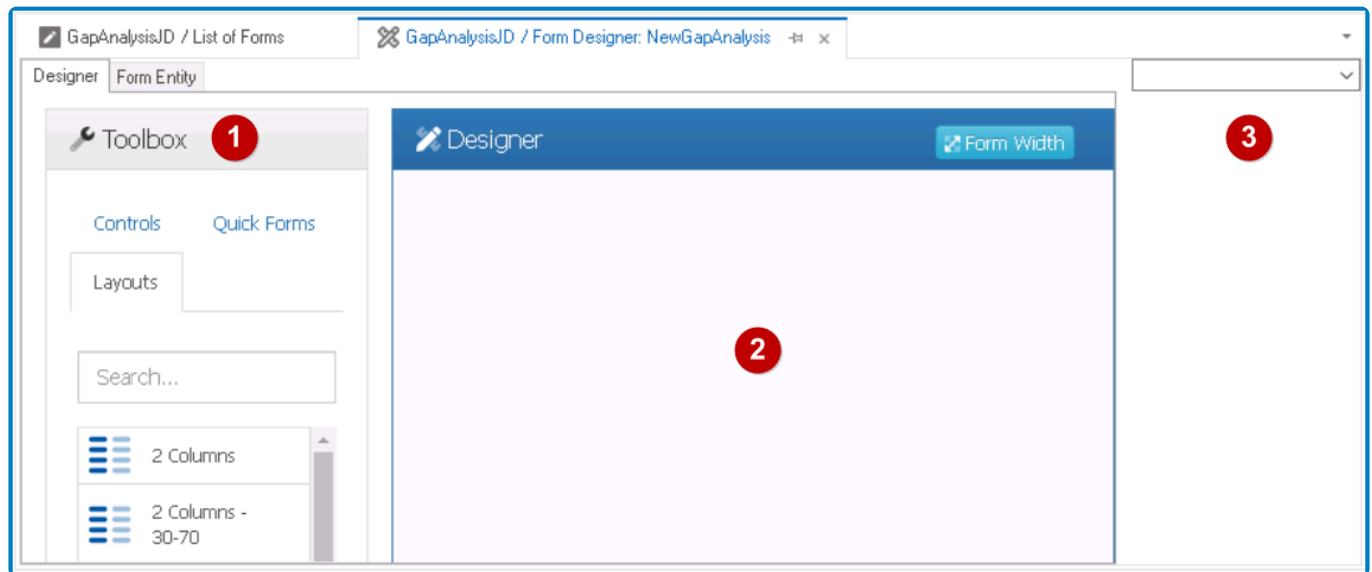 GapAnalysisJD / List of Forms
GapAnalysisJD / Form Designer: NewGapAnalysis
Designer
Form Entity
Toolbox
1
Designer
Form Width
3
Controls
Quick Forms
Layouts
2
Search...
2 Columns
2 Columns -
30-70